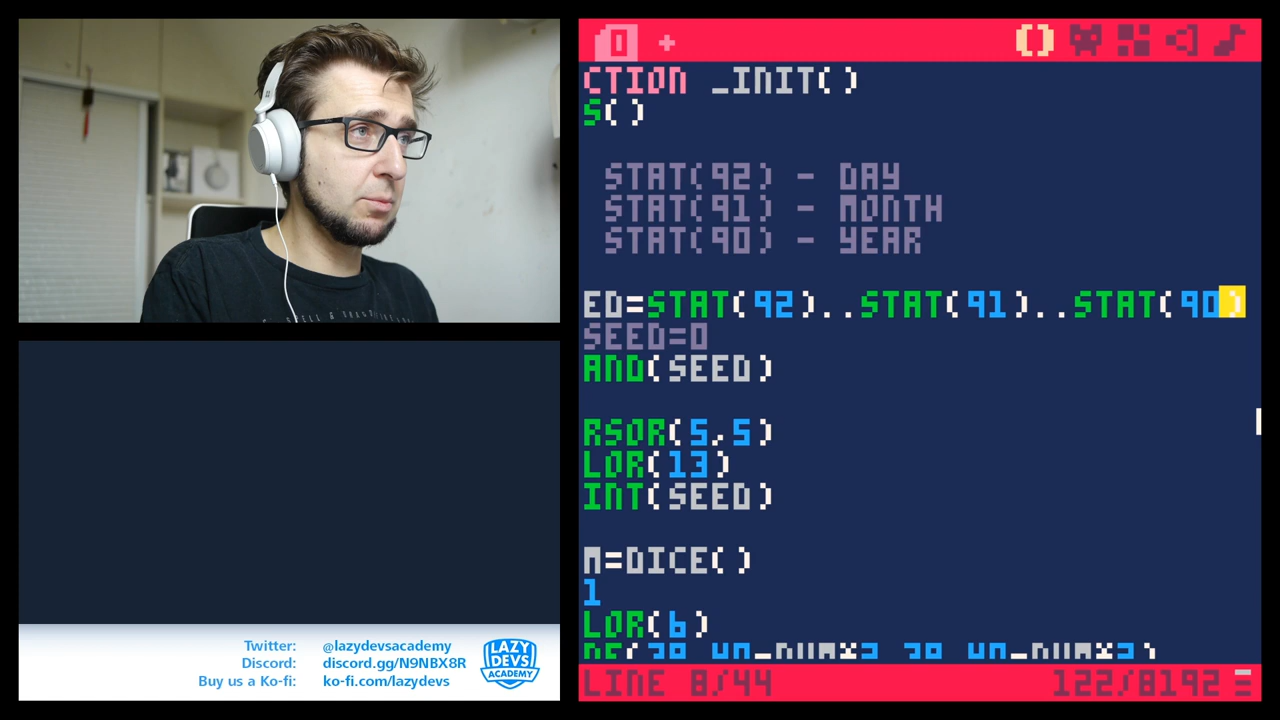 0 +
CTION _INIT()
S()
STAT(92) - DAY
STAT(91) - MONTH
STAT(90) - YEAR
ED=STAT(92)..STAT(91)..STAT(90)
SEED=0
AND(SEED)
RSOR(5,5)
LOR(13)
INT(SEED)
M=DICE()
1
LOR(6)
LINE 8/44
122/8192
Twitter: @lazydevsacademy
Discord: discord.gg/N9NBX8R
Buy us a Ko-fi: ko-fi.com/lazydevs
LAZY
DEVS
ACADEMY